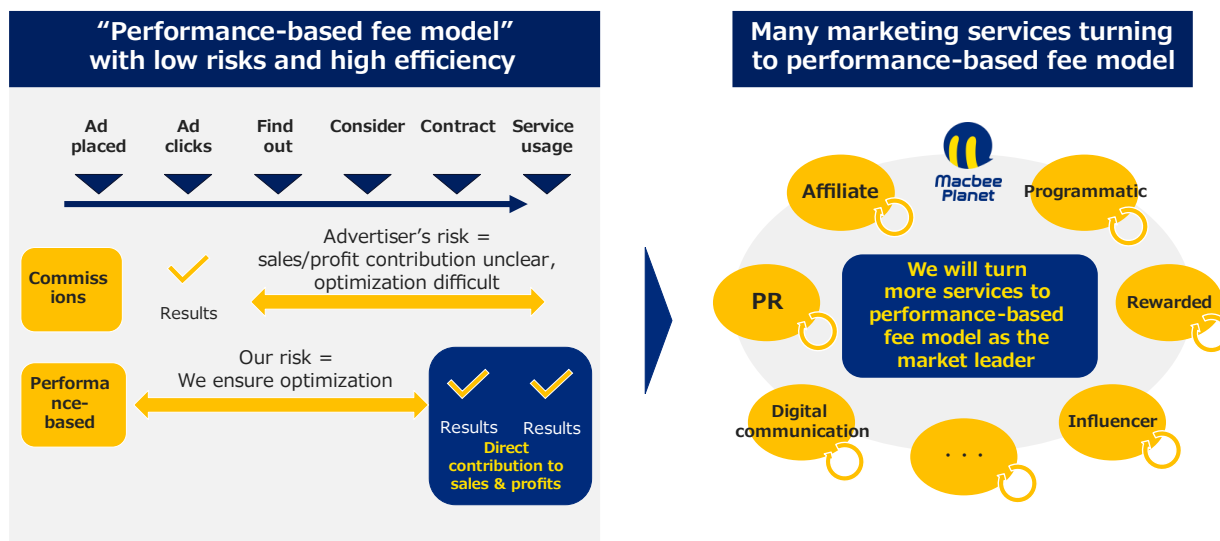 “Performance-based fee model”
with low risks and high efficiency
Ad
placed
Ad
clicks
Find
out
Consider
Contract
Service
usage
Commiss
ions
Results
Advertiser’s risk =
sales/profit contribution unclear,
optimization difficult
Performa
nce-
based
Our risk =
We ensure optimization
Results
Results
Direct
contribution to
sales & profits
Many marketing services turning
to performance-based fee model
Macbee
Planet
Affiliate
Programmatic
PR
We will turn
more services to
performance-based
fee model as the
market leader
Rewarded
Digital
communication
Influencer
· · ·